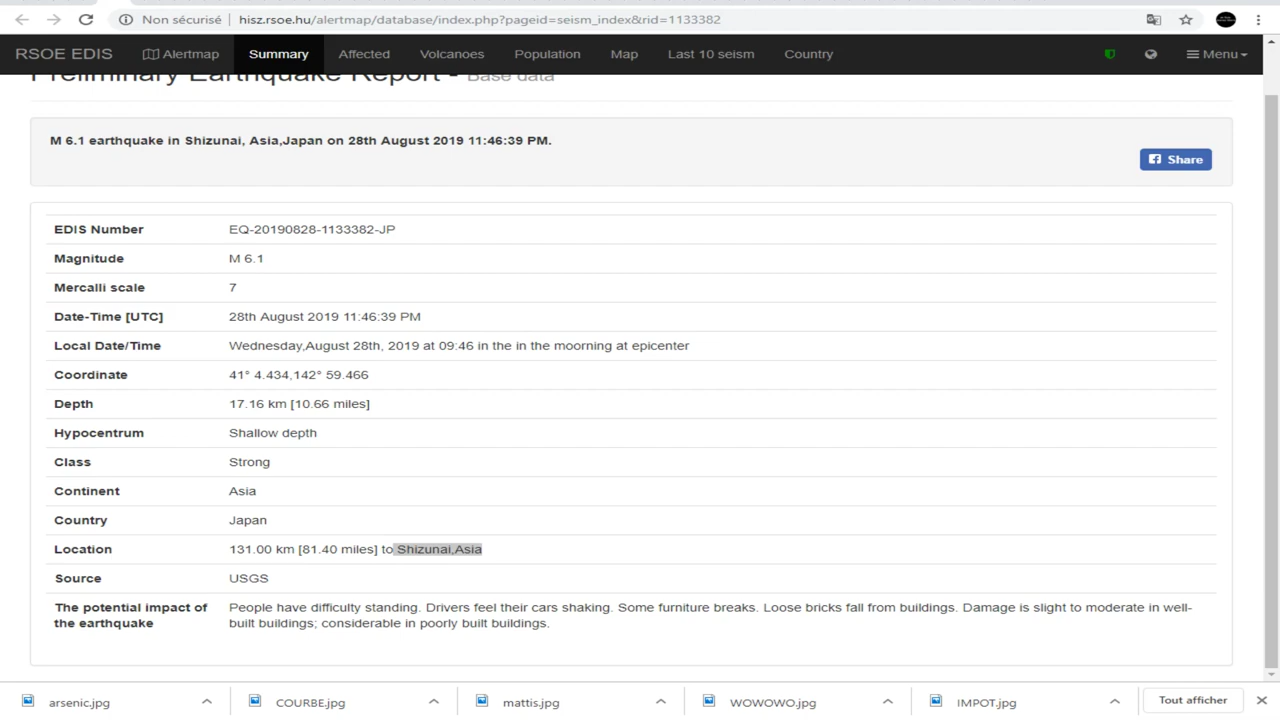 Non sécurisé | hisz.rsoe.hu/alertmap/database/index.php?pageid=seism_index&rid=1133382
RSOE EDIS Alertmap Summary Affected Volcanoes Population Map Last 10 seism Country Menu
Preliminary Earthquake Report - Base data
M 6.1 earthquake in Shizunai, Asia,Japan on 28th August 2019 11:46:39 PM.
Share
EDIS Number EQ-20190828-1133382-JP
Magnitude M 6.1
Mercalli scale 7
Date-Time [UTC] 28th August 2019 11:46:39 PM
Local Date/Time Wednesday,August 28th, 2019 at 09:46 in the in the moorning at epicenter
Coordinate 41° 4.434,142° 59.466
Depth 17.16 km [10.66 miles]
Hypocentrum Shallow depth
Class Strong
Continent Asia
Country Japan
Location 131.00 km [81.40 miles] to Shizunai,Asia
Source USGS
The potential impact of the earthquake People have difficulty standing. Drivers feel their cars shaking. Some furniture breaks. Loose bricks fall from buildings. Damage is slight to moderate in well-
built buildings; considerable in poorly built buildings.
arsenic.jpg COURBE.jpg mattis.jpg WOWOWO.jpg IMPOT.jpg Tout afficher